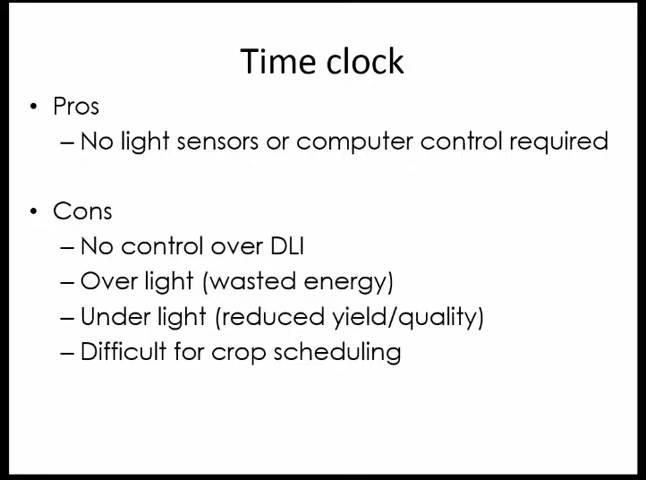 Time clock
• Pros
– No light sensors or computer control required
• Cons
– No control over DLI
– Over light (wasted energy)
– Under light (reduced yield/quality)
– Difficult for crop scheduling